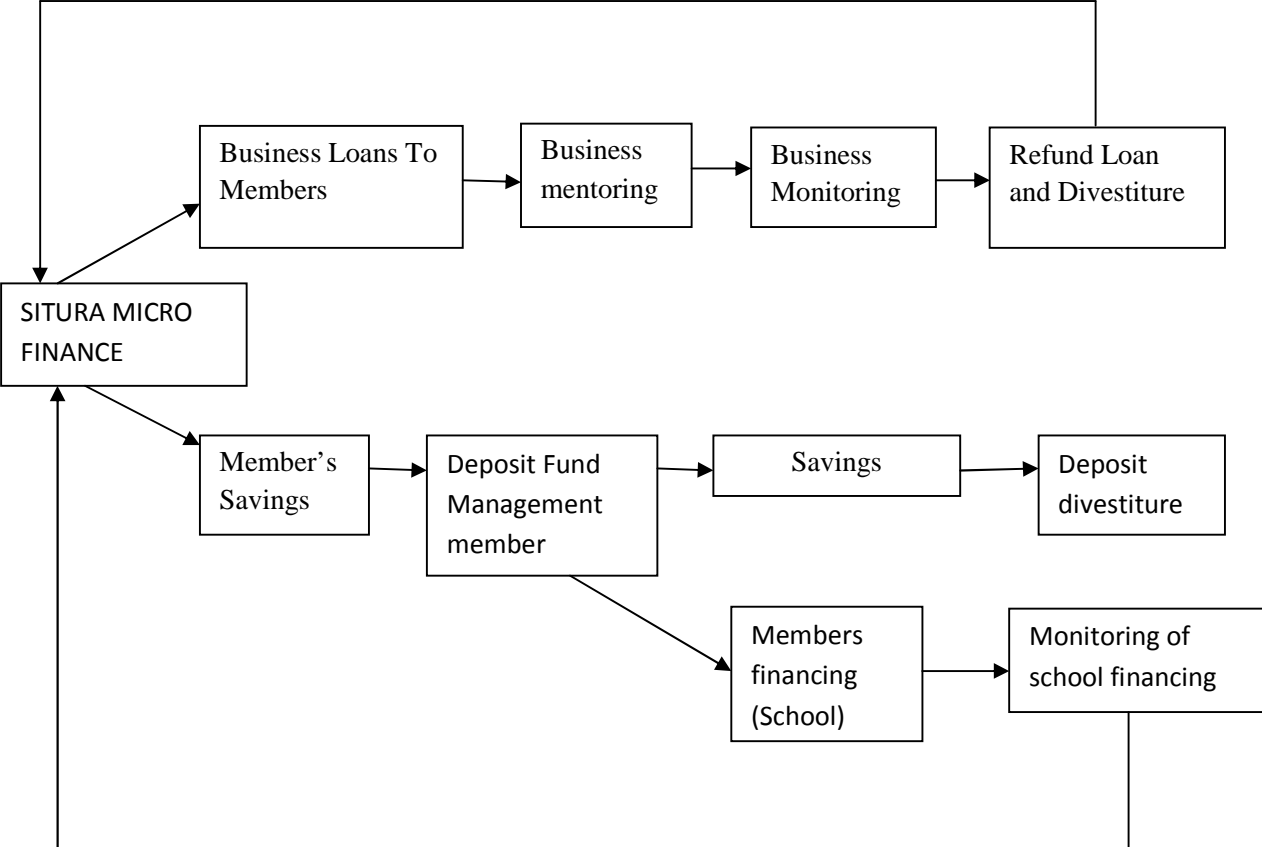 Business Loans To
Members
Business
mentoring
Business
Monitoring
Refund Loan
and Divestiture
SITURA MICRO
FINANCE
Member’s
Savings
Deposit Fund
Management
member
Savings
Deposit
divestiture
Members
financing
(School)
Monitoring of
school financing